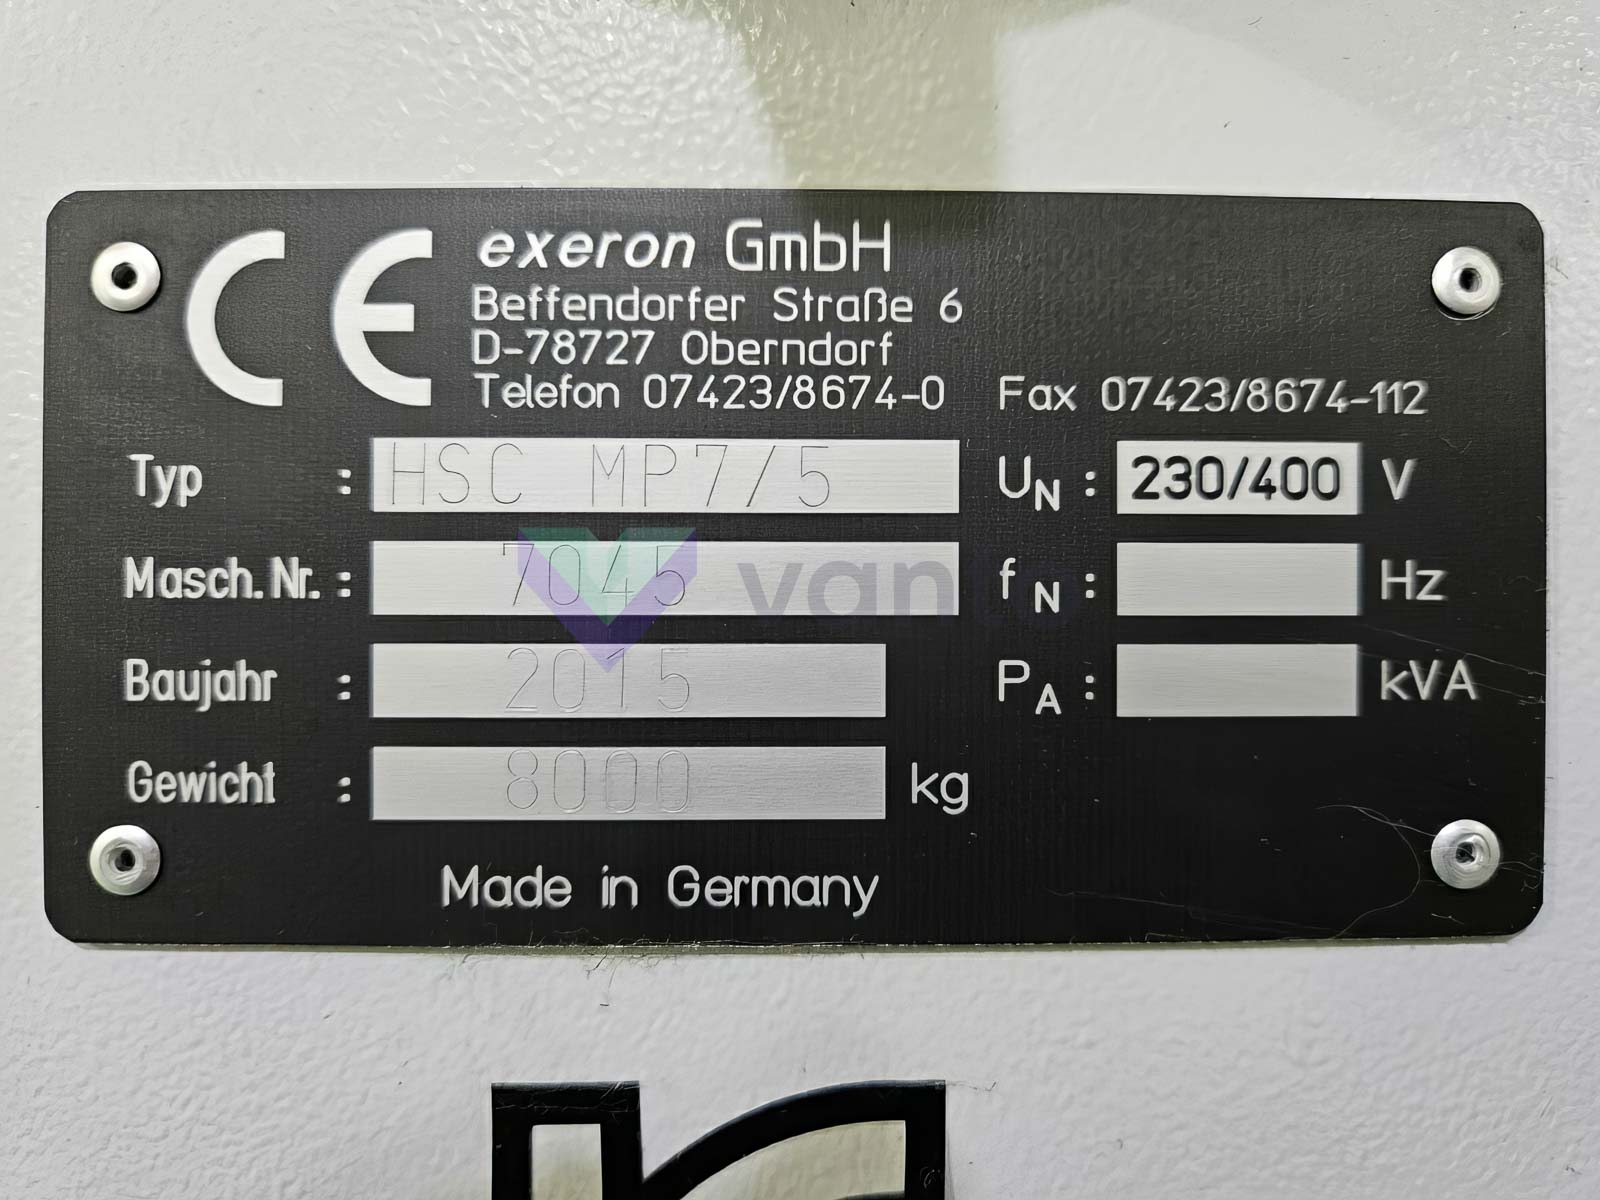 CE
exeron GmbH
Beffendorfer Straße 6
D-78727 Oberndorf
Telefon 07423/8674-0 Fax 07423/8674-112
Typ : HSC MP7/5 UN : 230/400 V
Masch.Nr. : 7045 fN : Hz
Baujahr : 2015 PA : kVA
Gewicht : 8000 kg
Made in Germany
vanto